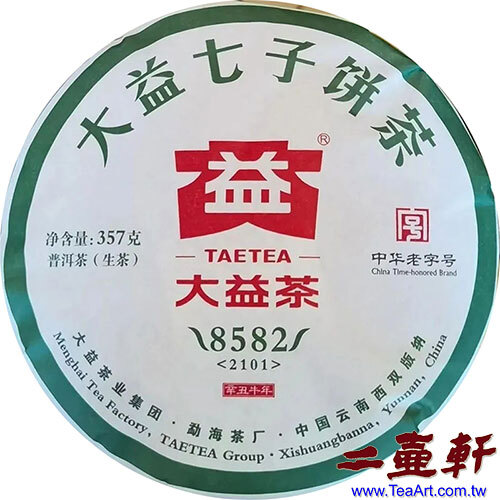 大益七子饼茶
益®
TAETEA
大益茶
净含量:357克
普洱茶(生茶)
号
中华老字号
China Time-honored Brand
8582
<2101>
辛丑牛年
大益茶业集团·勐海茶厂·中国云南西双版纳
Menghai Tea Factory, TAETEA Group·Xishuangbanna, Yunnan, China
二壺軒
www.TeaArt.com.tw